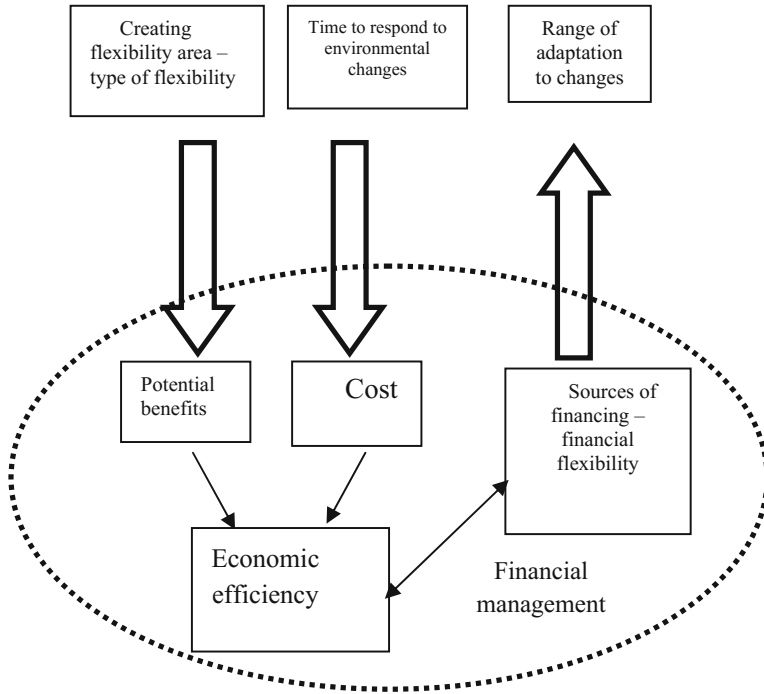 Creating
flexibility area –
type of flexibility
Time to respond to
environmental
changes
Range of
adaptation
to changes
Potential
benefits
Cost
Sources of
financing –
financial
flexibility
Economic
efficiency
Financial
management